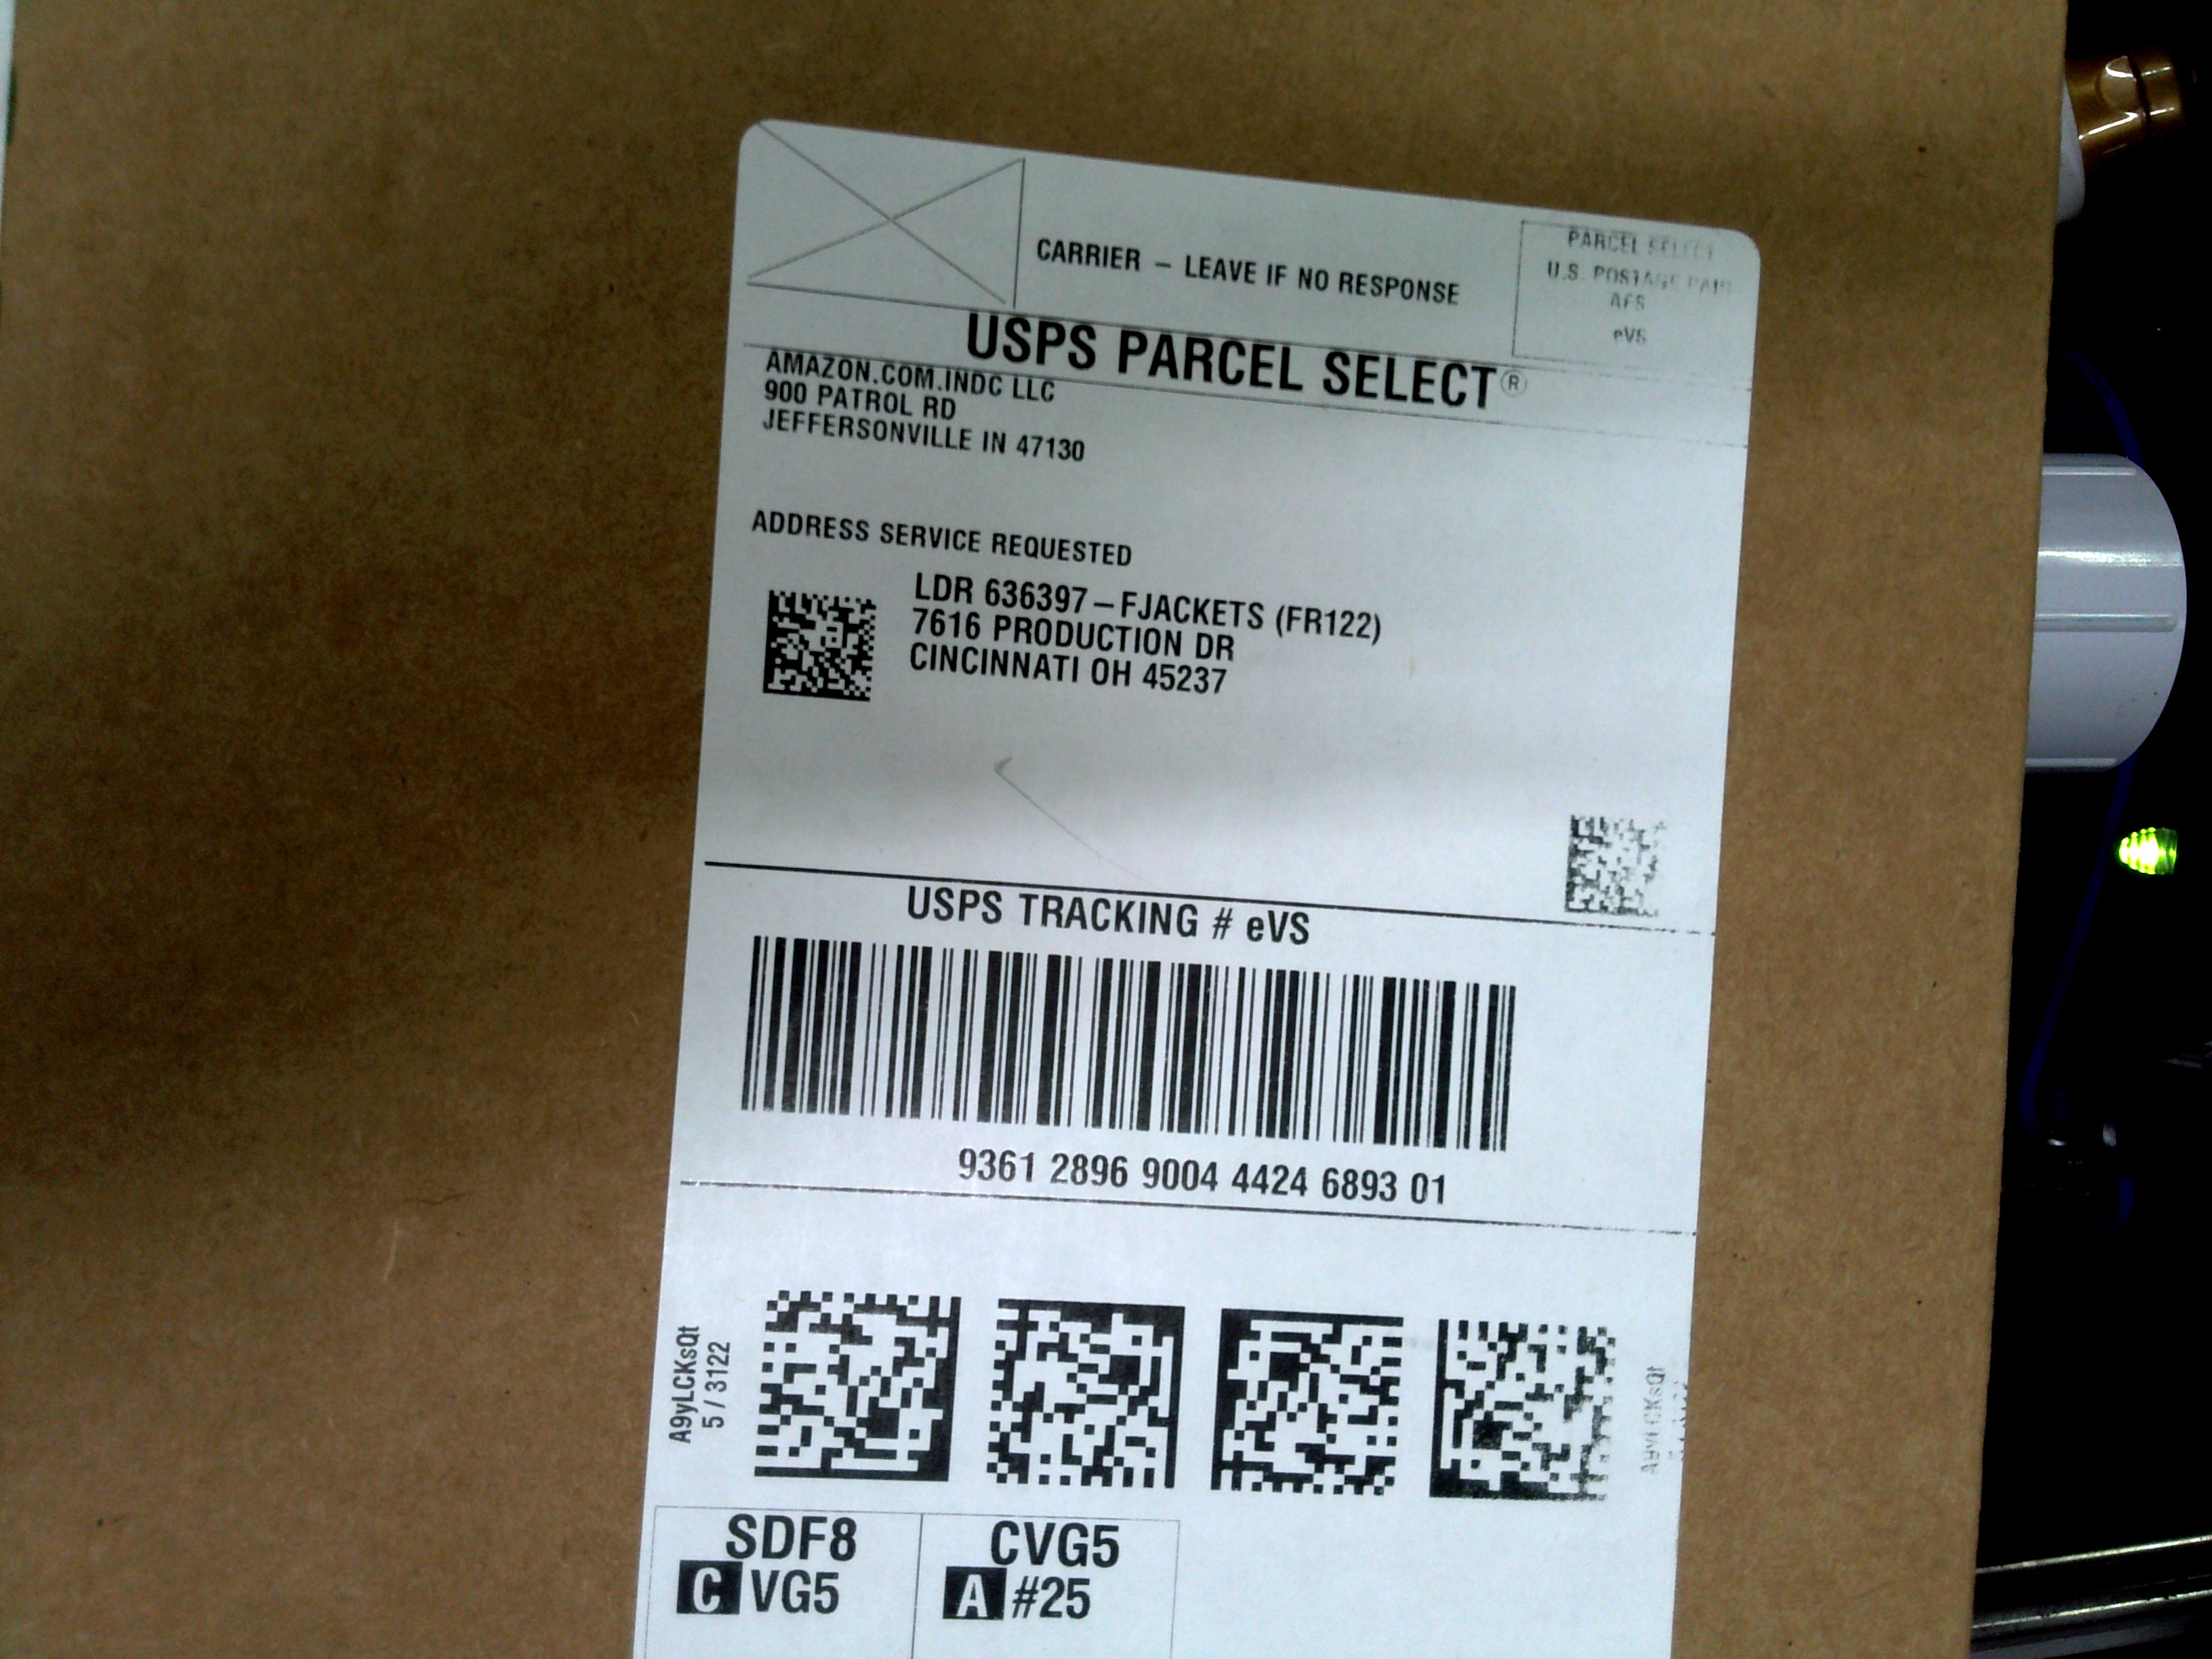 CARRIER – LEAVE IF NO RESPONSE
PARCEL SELECT
U.S. POSTAGE PAID
AFS
eVS
USPS PARCEL SELECT®
AMAZON.COM.INDC LLC
900 PATROL RD
JEFFERSONVILLE IN 47130
ADDRESS SERVICE REQUESTED
LDR 636397–FJACKETS (FR122)
7616 PRODUCTION DR
CINCINNATI OH 45237
USPS TRACKING # eVS
9361 2896 9004 4424 6893 01
A9yLCKsQt
5 / 3122
A9yLCKsQt
SDF8
C VG5
CVG5
A #25